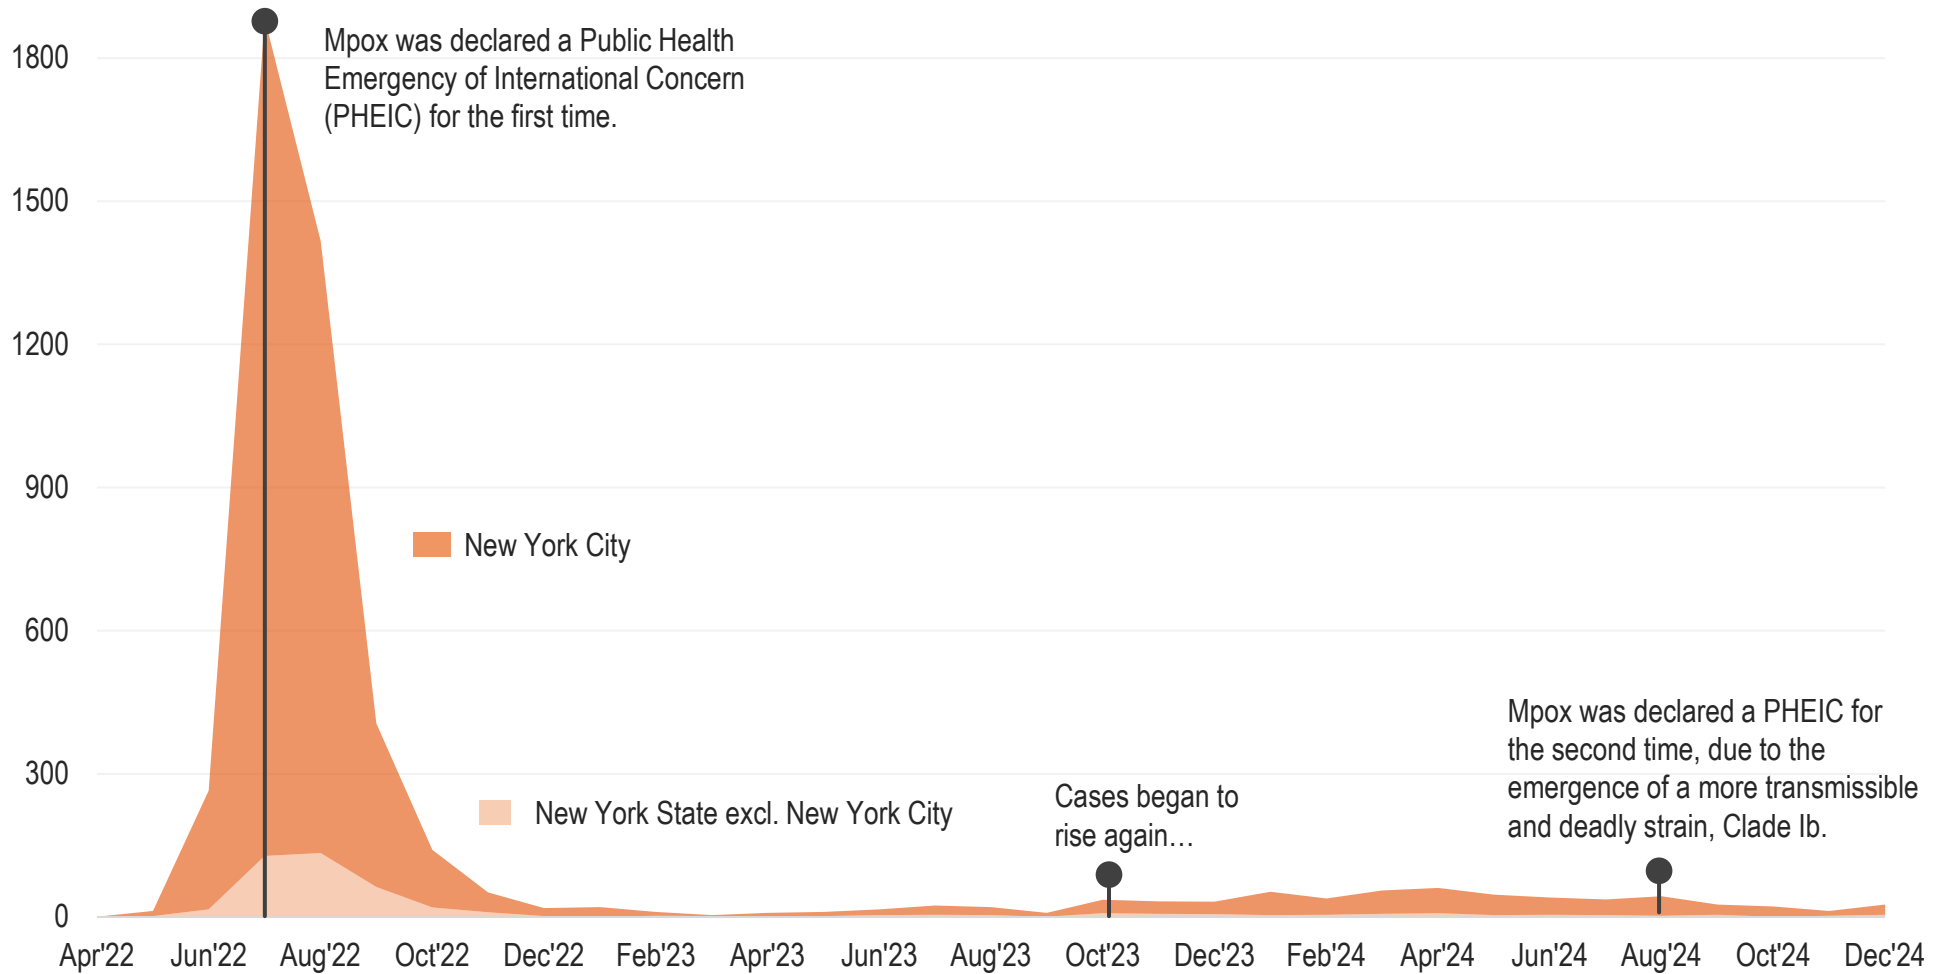 Mpox was declared a Public Health
Emergency of International Concern
(PHEIC) for the first time.
1800
1500
1200
900
600
300
0
New York City
New York State excl. New York City
Cases began to
rise again…
Mpox was declared a PHEIC for
the second time, due to the
emergence of a more transmissible
and deadly strain, Clade Ib.
Apr'22 Jun'22 Aug'22 Oct'22 Dec'22 Feb'23 Apr'23 Jun'23 Aug'23 Oct'23 Dec'23 Feb'24 Apr'24 Jun'24 Aug'24 Oct'24 Dec'24